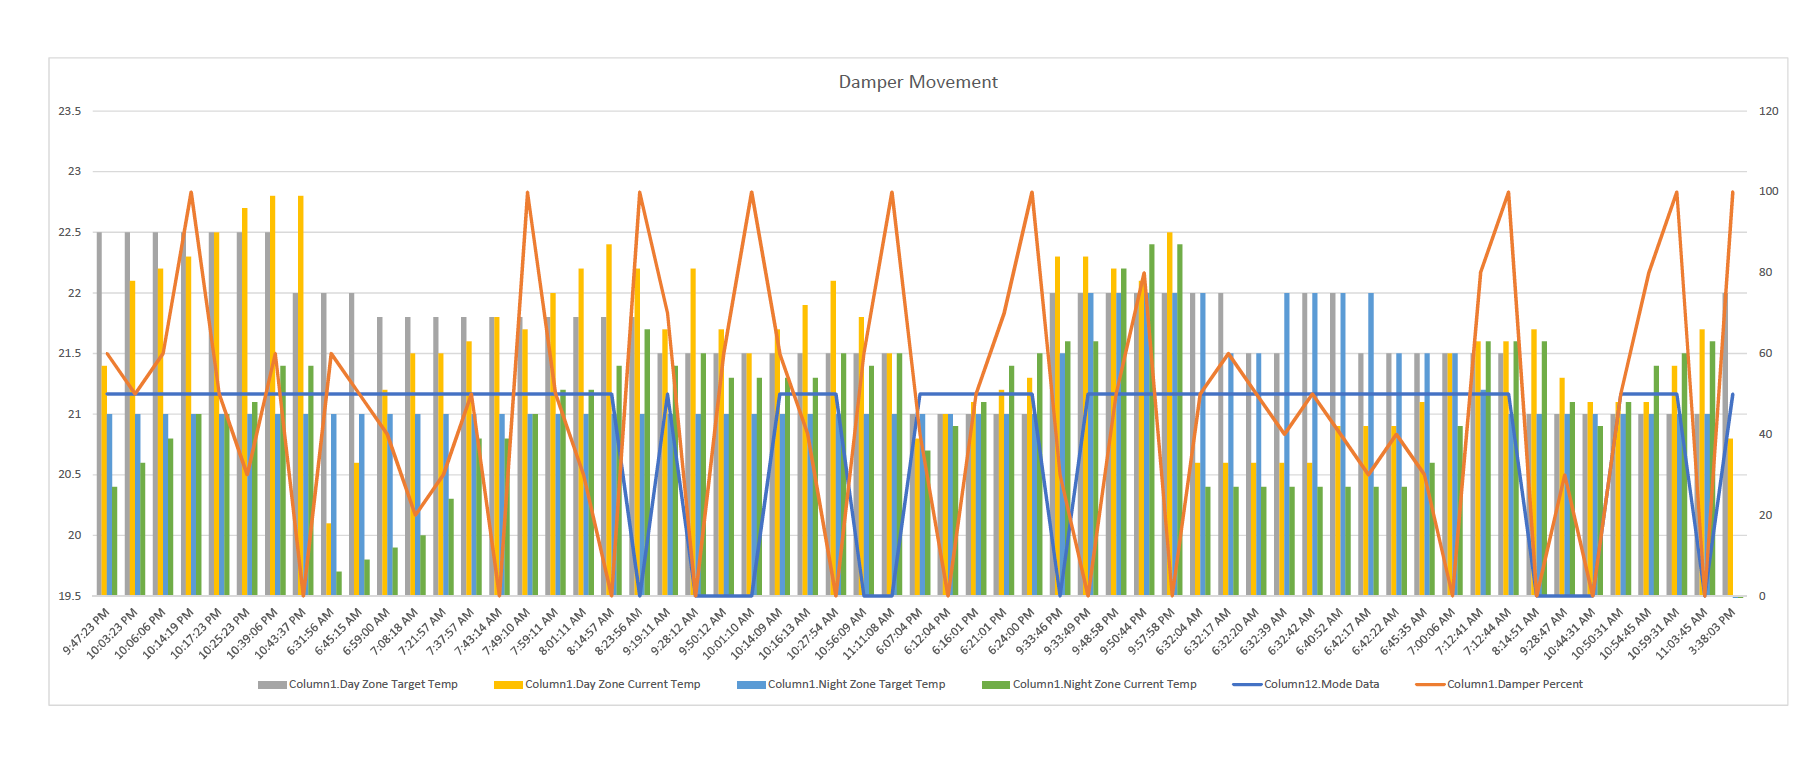 Damper Movement
23.5
23
22.5
22
21.5
21
20.5
20
19.5
120
100
80
60
40
20
0
9:47:23 PM
10:03:23 PM
10:06:06 PM
10:14:19 PM
10:17:23 PM
10:25:23 PM
10:39:06 PM
10:43:37 PM
6:31:56 AM
6:45:15 AM
6:59:00 AM
7:08:18 AM
7:21:57 AM
7:37:57 AM
7:43:14 AM
7:49:10 AM
7:59:11 AM
8:01:11 AM
8:14:57 AM
8:23:56 AM
9:19:11 AM
9:28:12 AM
9:50:12 AM
10:01:10 AM
10:14:09 AM
10:16:13 AM
10:27:54 AM
10:56:09 AM
11:11:08 AM
6:07:04 PM
6:12:04 PM
6:16:01 PM
6:21:01 PM
6:24:00 PM
9:33:46 PM
9:33:49 PM
9:48:58 PM
9:50:44 PM
9:57:58 PM
6:32:04 AM
6:32:17 AM
6:32:20 AM
6:32:39 AM
6:32:42 AM
6:40:52 AM
6:42:17 AM
6:42:22 AM
6:45:35 AM
7:00:06 AM
7:12:41 AM
7:12:44 AM
8:14:51 AM
9:28:47 AM
10:44:31 AM
10:50:31 AM
10:54:45 AM
10:59:31 AM
11:03:45 AM
3:38:03 PM
Column1.Day Zone Target Temp
Column1.Day Zone Current Temp
Column1.Night Zone Target Temp
Column1.Night Zone Current Temp
Column12.Mode Data
Column1.Damper Percent